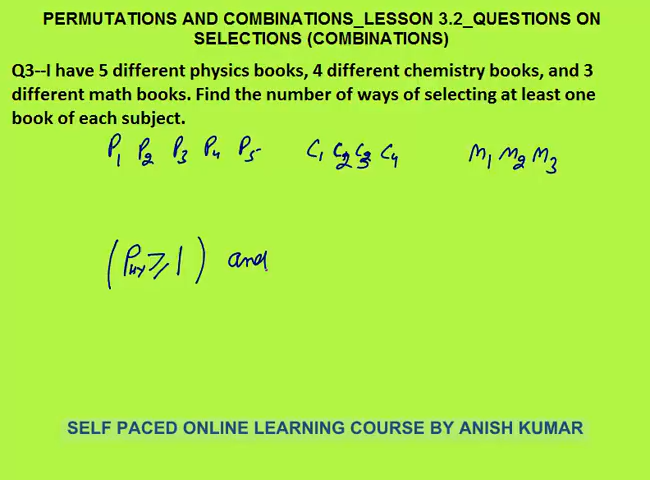 PERMUTATIONS AND COMBINATIONS_LESSON 3.2_QUESTIONS ON
SELECTIONS (COMBINATIONS)
Q3--I have 5 different physics books, 4 different chemistry books, and 3
different math books. Find the number of ways of selecting at least one
book of each subject.
P1 P2 P3 P4 P5 C1 C2 C3 C4 M1 M2 M3
(Phy ⩾ 1) and
SELF PACED ONLINE LEARNING COURSE BY ANISH KUMAR